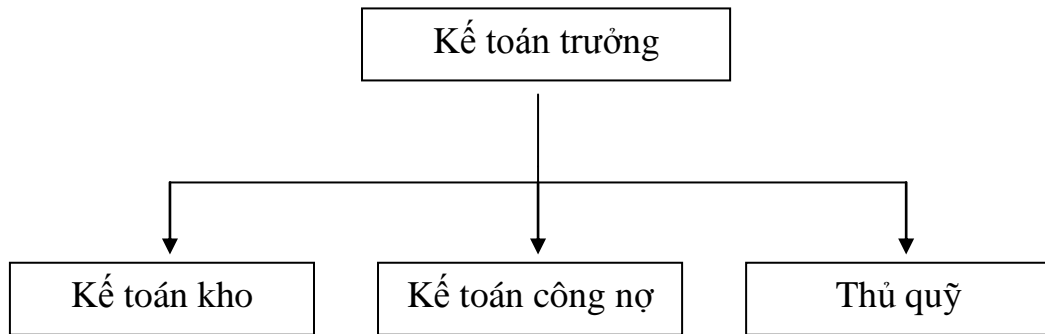 Kế toán trưởng
Kế toán kho
Kế toán công nợ
Thủ quỹ